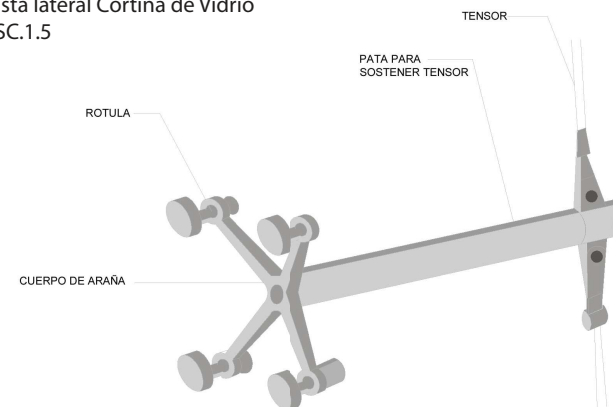 sta lateral Cortina de Vidrio
SC.1.5
TENSOR
PATA PARA
SOSTENER TENSOR
ROTULA
CUERPO DE ARAÑA